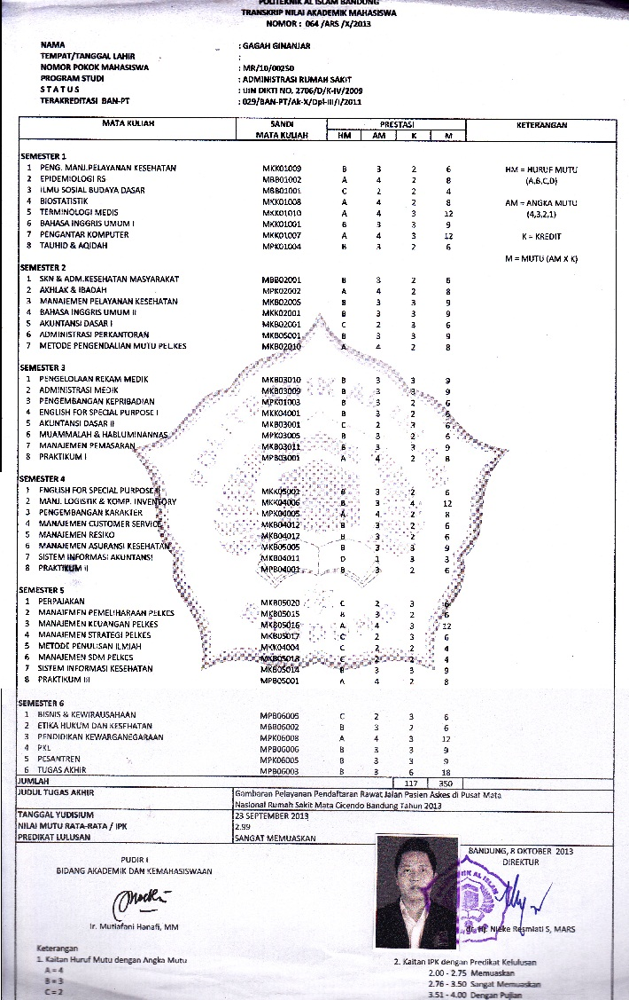 POLITEKNIK AL ISLAM BANDUNG
TRANSKRIP NILAI AKADEMIK MAHASISWA
NOMOR : 064 /ARS /X/2013
NAMA : GAGAH GINANJAR
TEMPAT/TANGGAL LAHIR :
NOMOR POKOK MAHASISWA : MR/10/00250
PROGRAM STUDI : ADMINISTRASI RUMAH SAKIT
S T A T U S : IJIN DIKTI NO. 2706/D/K-IV/2009
TERAKREDITASI BAN-PT : 029/BAN-PT/Ak-X/Dpl-III/I/2011
MATA KULIAH SANDI MATA KULIAH PRESTASI KETERANGAN
HM AM K M
SEMESTER 1
1 PENG. MANJ.PELAYANAN KESEHATAN MKK01009 B 3 2 6 HM = HURUF MUTU
2 EPIDEMIOLOGI RS MBB01002 A 4 2 8 (A,B,C,D)
3 ILMU SOSIAL BUDAYA DASAR MBB01001 C 2 2 4
4 BIOSTATISTIK MKK01008 A 4 2 8 AM = ANGKA MUTU
5 TERMINOLOGI MEDIS MKK01010 A 4 3 12 (4,3,2,1)
6 BAHASA INGGRIS UMUM I MKK01001 B 3 3 9
7 PENGANTAR KOMPUTER MKK01007 A 4 3 12 K = KREDIT
8 TAUHID & AQIDAH MPK01004 B 3 2 6
M = MUTU (AM X K)
SEMESTER 2
1 SKN & ADM.KESEHATAN MASYARAKAT MBB02001 B 3 2 6
2 AKHLAK & IBADAH MPK02002 A 4 2 8
3 MANAJEMEN PELAYANAN KESEHATAN MKB02005 B 3 3 9
4 BAHASA INGGRIS UMUM II MKK02001 B 3 3 9
5 AKUNTANSI DASAR I MKB02001 C 2 3 6
6 ADMINISTRASI PERKANTORAN MKB05001 B 3 3 9
7 METODE PENGENDALIAN MUTU PELKES MKB02010 A 4 2 8
SEMESTER 3
1 PENGELOLAAN REKAM MEDIK MKB03010 B 3 3 9
2 ADMINISTRASI MEDIK MKB03009 B 3 3 9
3 PENGEMBANGAN KEPRIBADIAN MPK01003 B 3 2 6
4 ENGLISH FOR SPECIAL PURPOSE I MKK04001 B 3 2 6
5 AKUNTANSI DASAR II MKB03001 C 2 3 6
6 MUAMMALAH & HABLUMINANNAS MPK03005 B 3 2 6
7 MANAJEMEN PEMASARAN MKB03011 B 3 3 9
8 PRAKTIKUM I MPB03001 A 4 2 8
SEMESTER 4
1 ENGLISH FOR SPECIAL PURPOSE II MKK05001 B 3 2 6
2 MANJ. LOGISTIK & KOMP. INVENTORY MKK04006 B 3 4 12
3 PENGEMBANGAN KARAKTER MPK04005 A 4 2 8
4 MANAJEMEN CUSTOMER SERVICE MKB04012 B 3 2 6
5 MANAJEMEN RESIKO MKB04012 B 3 2 6
6 MANAJEMEN ASURANSI KESEHATAN MKB05005 B 3 3 9
7 SISTEM INFORMASI AKUNTANSI MKB04011 D 1 3 3
8 PRAKTIKUM II MPB04001 B 3 2 6
SEMESTER 5
1 PERPAJAKAN MKB05020 C 2 3 6
2 MANAJEMEN PEMELIHARAAN PELKES MKB05015 B 3 2 6
3 MANAJEMEN KEUANGAN PELKES MKB05016 A 4 3 12
4 MANAJEMEN STRATEGI PELKES MKB05017 C 2 3 6
5 METODE PENULISAN ILMIAH MKK04004 C 2 2 4
6 MANAJEMEN SDM PELKES MKB05018 C 2 2 4
7 SISTEM INFORMASI KESEHATAN MKB05014 B 3 3 9
8 PRAKTIKUM III MPB05001 A 4 2 8
SEMESTER 6
1 BISNIS & KEWIRAUSAHAAN MPB06005 C 2 3 6
2 ETIKA HUKUM DAN KESEHATAN MBB06002 B 3 2 6
3 PENDIDIKAN KEWARGANEGARAAN MPK06008 A 4 3 12
4 PKL MPB06006 B 3 3 9
5 PESANTREN MPK06005 B 3 3 9
6 TUGAS AKHIR MPB06003 B 3 6 18
JUMLAH 117 350
JUDUL TUGAS AKHIR Gambaran Pelayanan Pendaftaran Rawat Jalan Pasien Askes di Pusat Mata
Nasional Rumah Sakit Mata Cicendo Bandung Tahun 2013
TANGGAL YUDISIUM 23 SEPTEMBER 2013
NILAI MUTU RATA-RATA / IPK 2.99
PREDIKAT LULUSAN SANGAT MEMUASKAN
BANDUNG, 8 OKTOBER 2013
PUDIR I DIREKTUR
BIDANG AKADEMIK DAN KEMAHASISWAAN
Ir. Mutiafani Hanafi, MM dr. Hj. Nieke Resmiati S, MARS
Keterangan
1. Kaitan Huruf Mutu dengan Angka Mutu 2. Kaitan IPK dengan Predikat Kelulusan
A = 4 2.00 - 2.75 Memuaskan
B = 3 2.76 - 3.50 Sangat Memuaskan
C = 2 3.51 - 4.00 Dengan Pujian